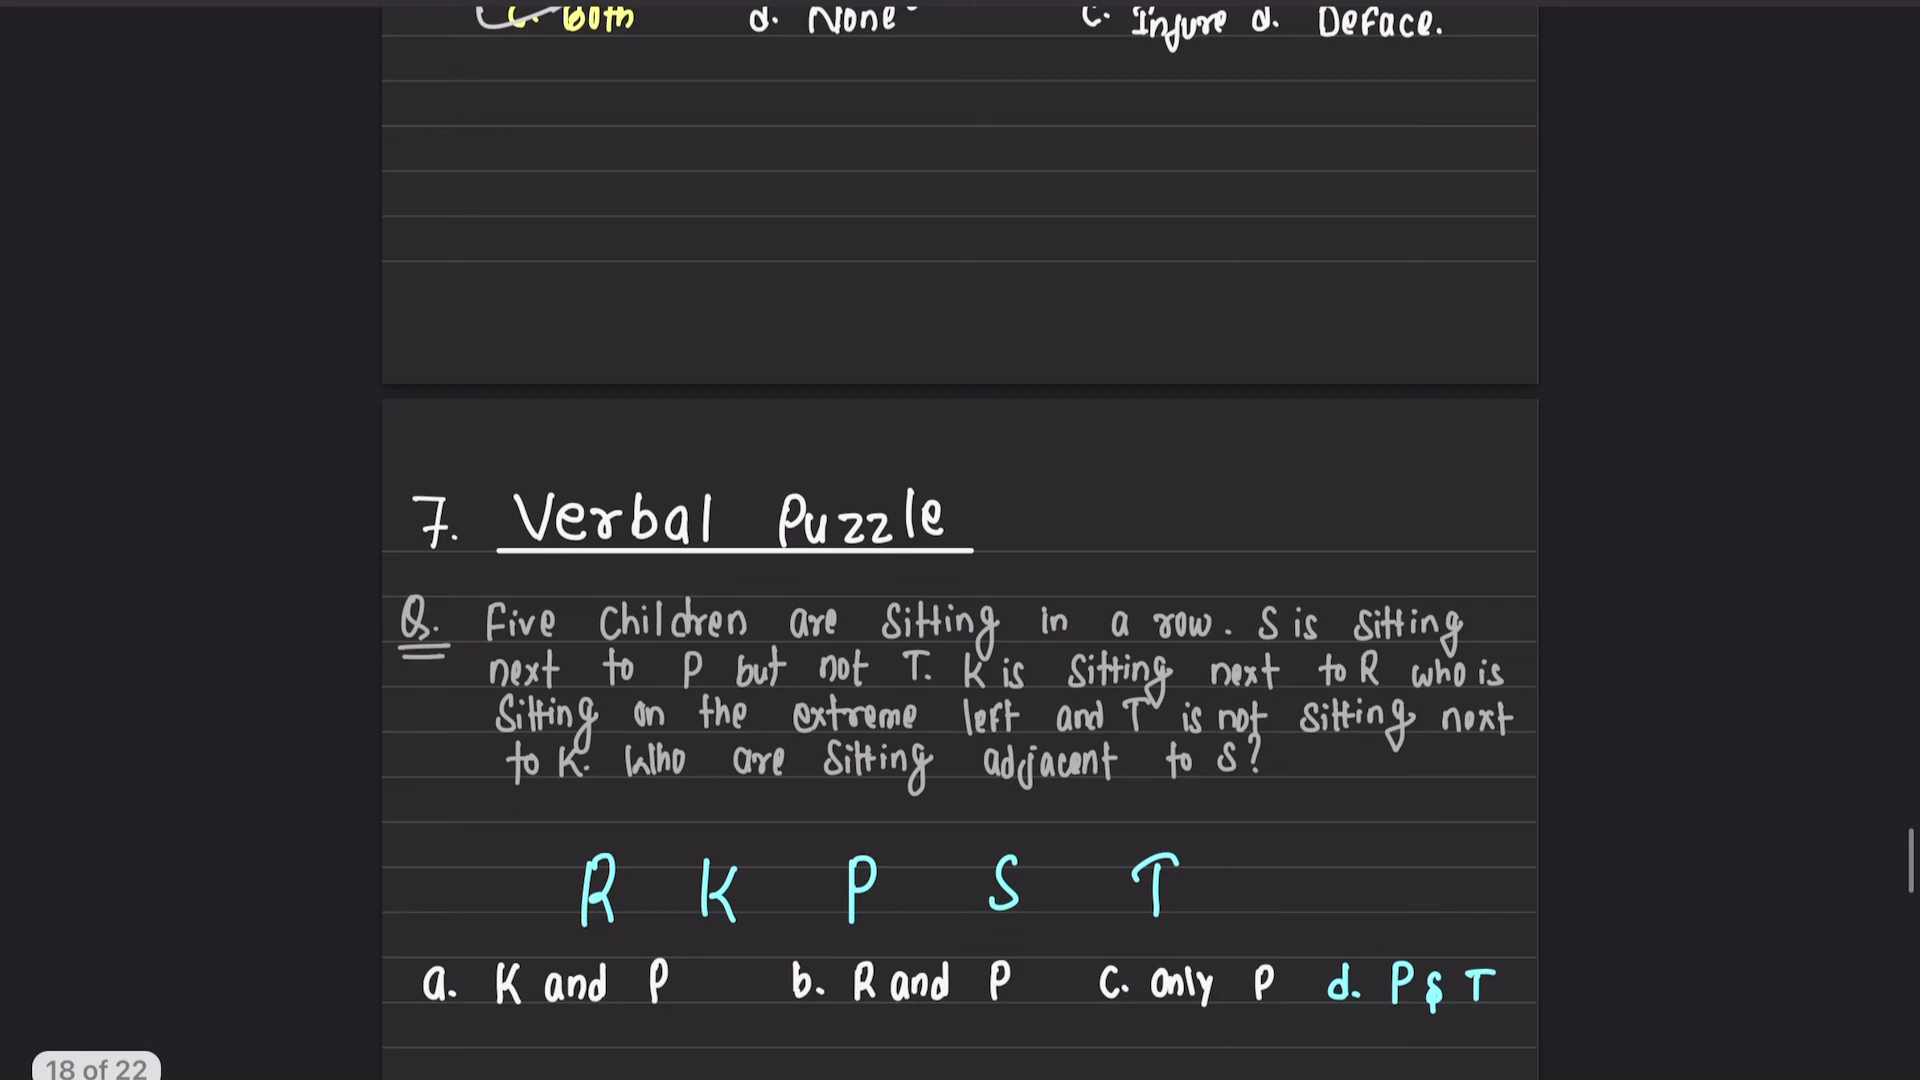 c. Both d. None c. Injure d. Deface.
7. Verbal Puzzle
Q. Five Children are Sitting in a row. S is Sitting
next to P but not T. K is Sitting next to R who is
Sitting on the extreme left and T is not Sitting next
to K. Who are Sitting adjacent to S?
R K P S T
a. K and P b. R and P c. Only P d. P & T
18 of 22